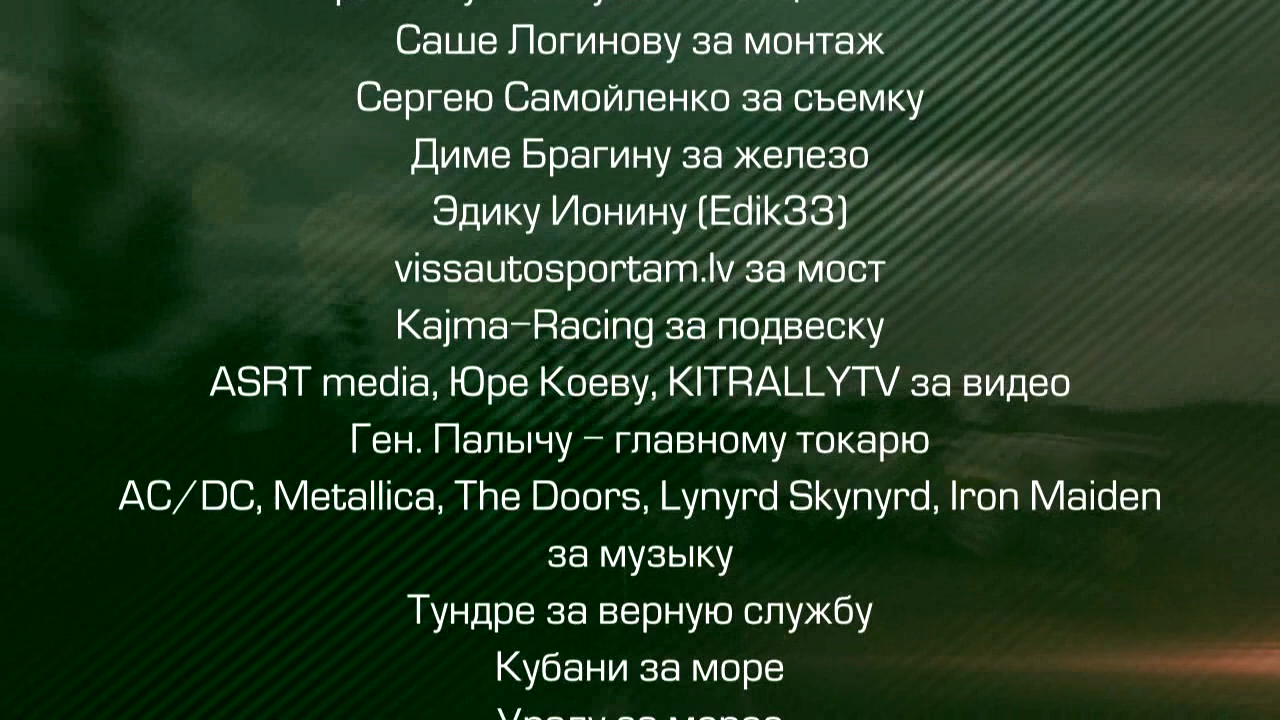 Саше Логинову за монтаж
Сергею Самойленко за съемку
Диме Брагину за железо
Эдику Ионину (Edik33)
vissautosportam.lv за мост
Kajma-Racing за подвеску
ASRT media, Юре Коеву, KITRALLYTV за видео
Ген. Палычу – главному токарю
AC/DC, Metallica, The Doors, Lynyrd Skynyrd, Iron Maiden
за музыку
Тундре за верную службу
Кубани за море